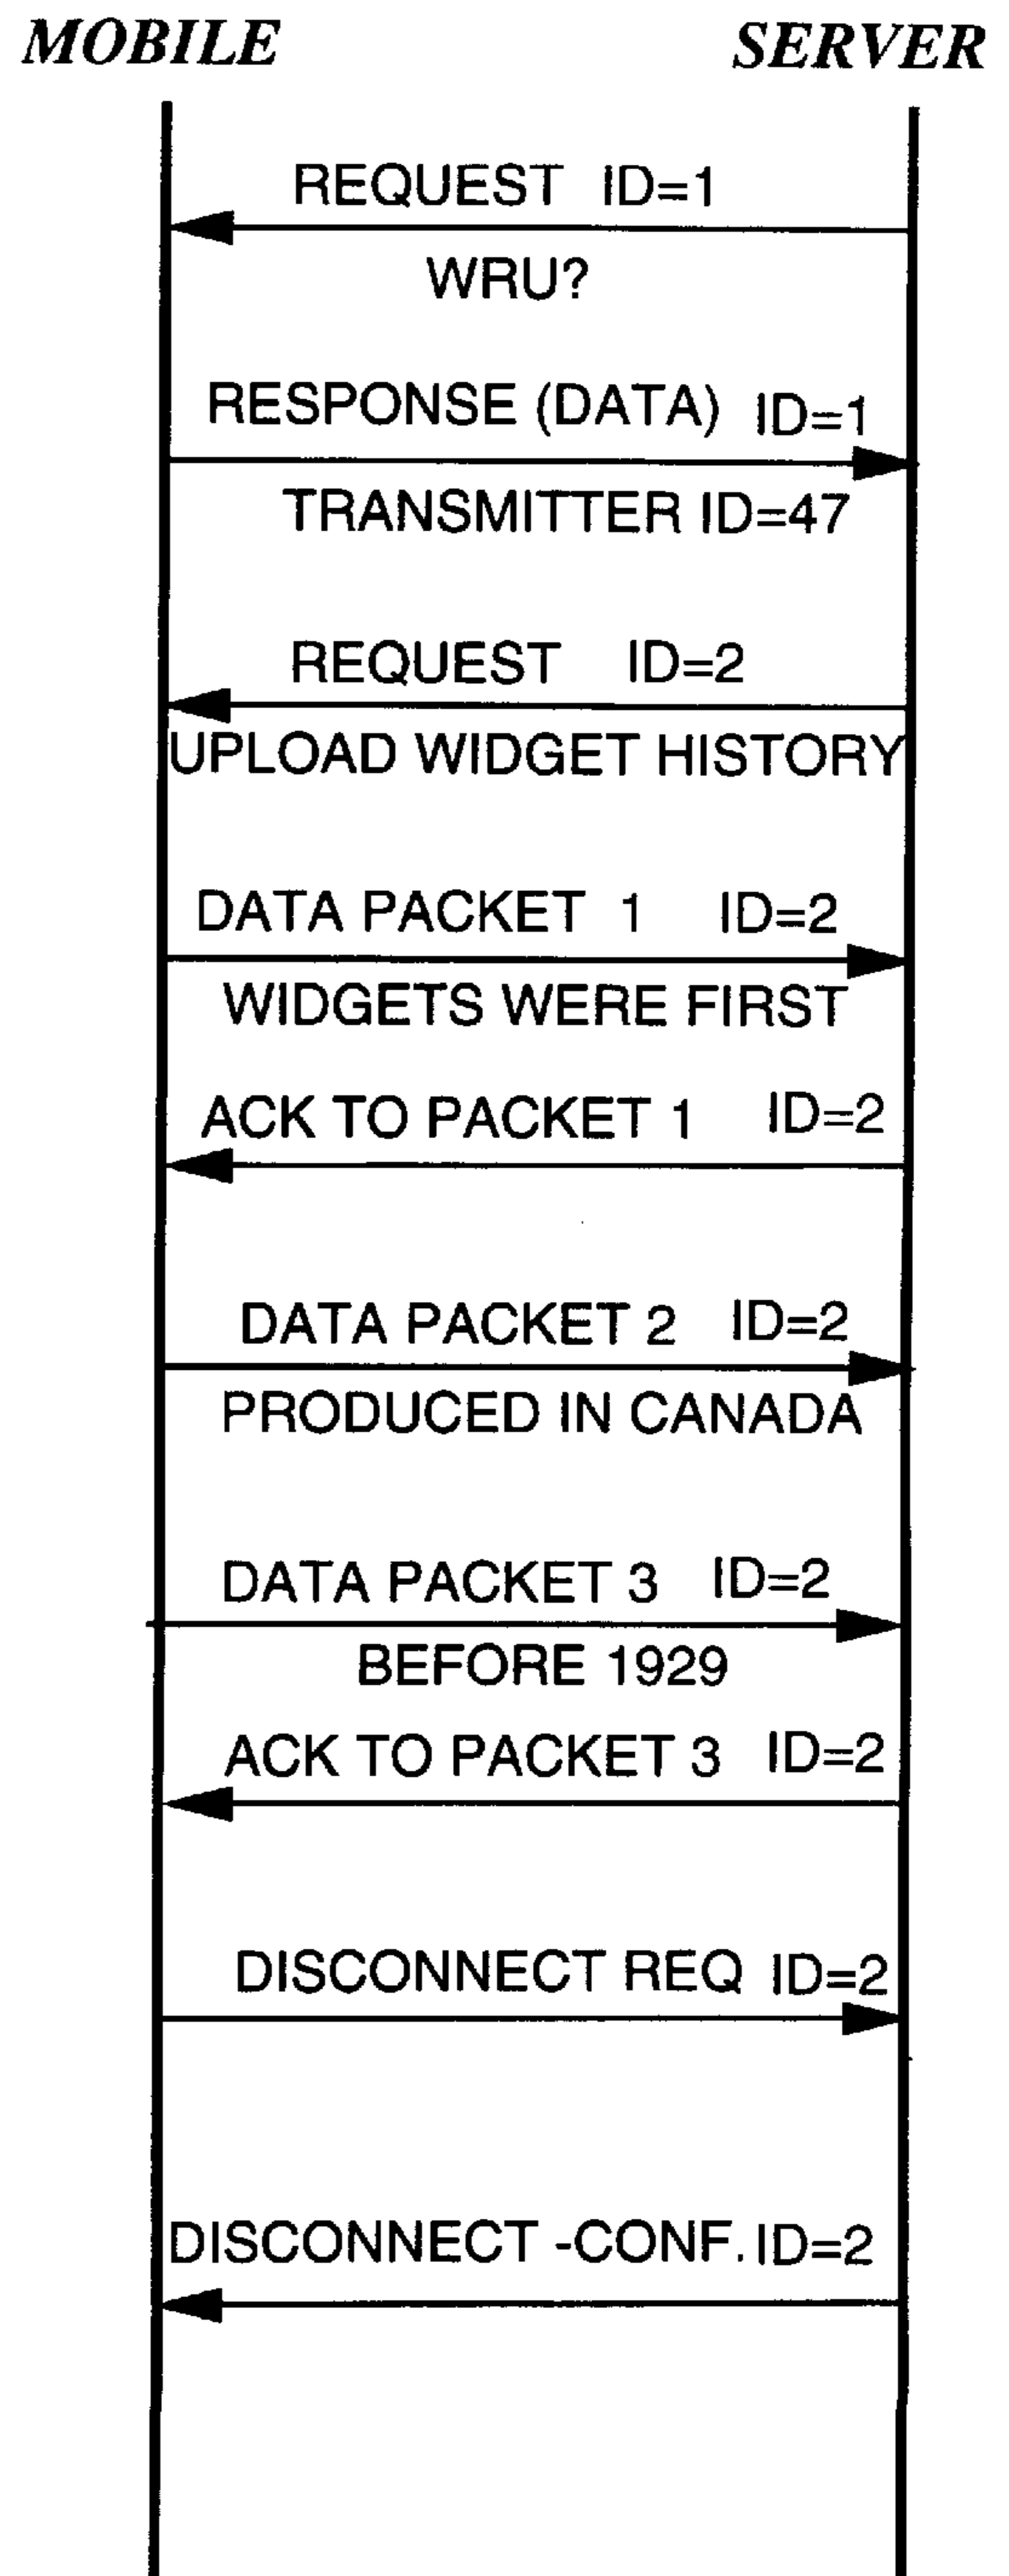 MOBILE SERVER
REQUEST ID=1
WRU?
RESPONSE (DATA) ID=1
TRANSMITTER ID=47
REQUEST ID=2
UPLOAD WIDGET HISTORY
DATA PACKET 1 ID=2
WIDGETS WERE FIRST
ACK TO PACKET 1 ID=2
DATA PACKET 2 ID=2
PRODUCED IN CANADA
DATA PACKET 3 ID=2
BEFORE 1929
ACK TO PACKET 3 ID=2
DISCONNECT REQ ID=2
DISCONNECT -CONF. ID=2